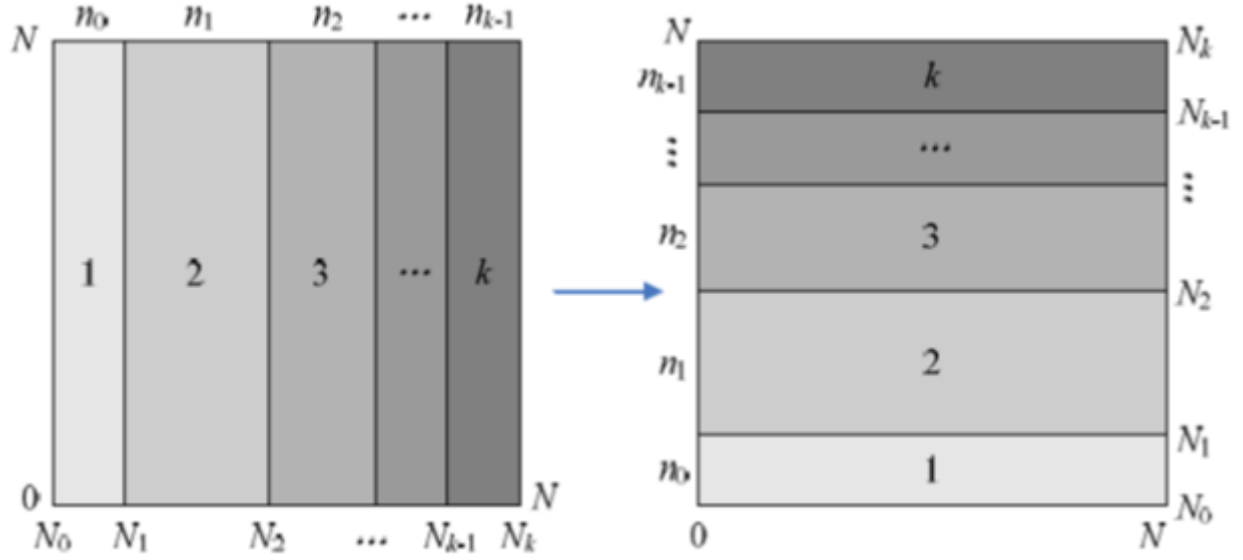 n₀ n₁ n₂ ... nₖ₋₁
N
1 2 3 ... k
0 N
N₀ N₁ N₂ ... Nₖ₋₁ Nₖ
N Nₖ
nₖ₋₁ k
Nₖ₋₁
... ...
...
n₂ 3
N₂
n₁ 2
N₁
n₀ 1
N₀
0 N